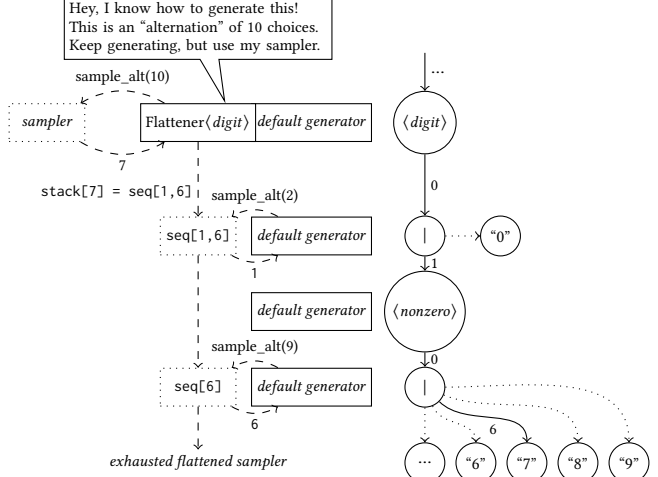 Hey, I know how to generate this!
This is an “alternation” of 10 choices.
Keep generating, but use my sampler.
sample_alt(10)
...
sampler
Flattener⟨digit⟩
default generator
⟨digit⟩
7
0
stack[7] = seq[1,6]
sample_alt(2)
seq[1,6]
default generator
|
“0”
1
1
default generator
⟨nonzero⟩
0
sample_alt(9)
seq[6]
default generator
|
6
6
exhausted flattened sampler
...
“6”
“7”
“8”
“9”